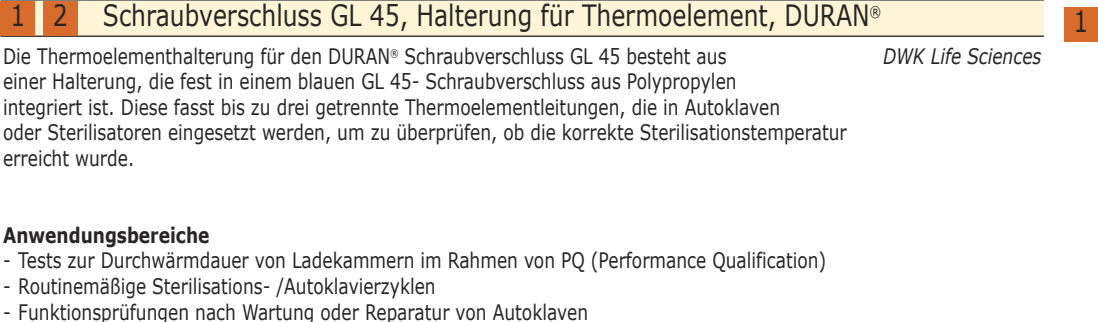 1 2 Schraubverschluss GL 45, Halterung für Thermoelement, DURAN®
1
Die Thermoelementhalterung für den DURAN® Schraubverschluss GL 45 besteht aus
DWK Life Sciences
einer Halterung, die fest in einem blauen GL 45- Schraubverschluss aus Polypropylen
integriert ist. Diese fasst bis zu drei getrennte Thermoelementleitungen, die in Autoklaven
oder Sterilisatoren eingesetzt werden, um zu überprüfen, ob die korrekte Sterilisationstemperatur
erreicht wurde.
Anwendungsbereiche
- Tests zur Durchwärmdauer von Ladekammern im Rahmen von PQ (Performance Qualification)
- Routinemäßige Sterilisations- /Autoklavierzyklen
- Funktionsprüfungen nach Wartung oder Reparatur von Autoklaven